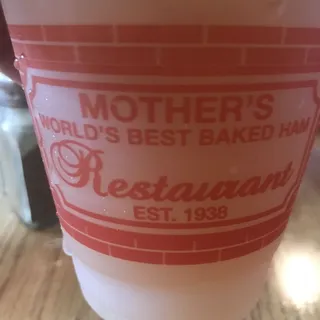 MOTHER'S
WORLD'S BEST BAKED HAM
Restaurant
EST. 1938